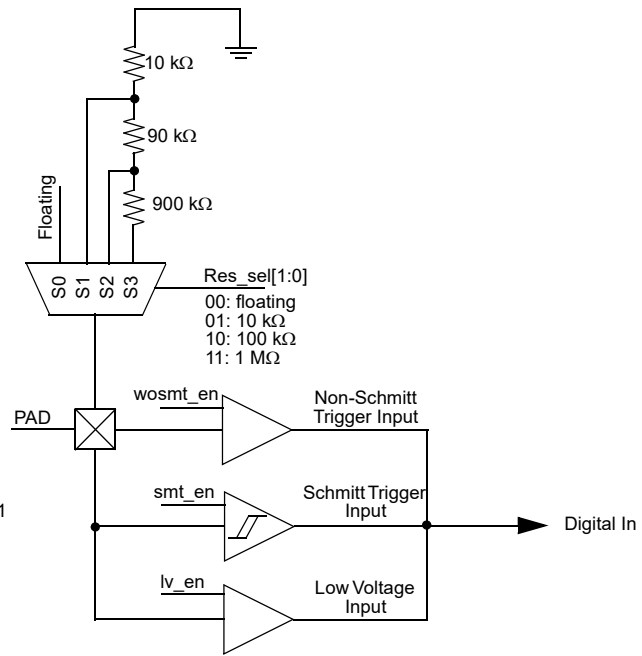 10 kΩ
90 kΩ
900 kΩ
Floating
S0
S1
S2
S3
Res_sel[1:0]
00: floating
01: 10 kΩ
10: 100 kΩ
11: 1 MΩ
wosmt_en
Non-Schmitt
Trigger Input
PAD
smt_en
Schmitt Trigger
Input
1
Digital In
lv_en
Low Voltage
Input